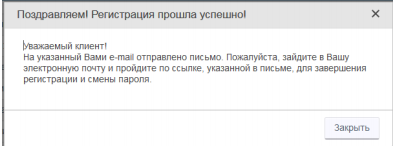 Поздравляем! Регистрация прошла успешно!
Уважаемый клиент!
На указанный Вами e-mail отправлено письмо. Пожалуйста, зайдите в Вашу
электронную почту и пройдите по ссылке, указанной в письме, для завершения
регистрации и смены пароля.
Закрыть